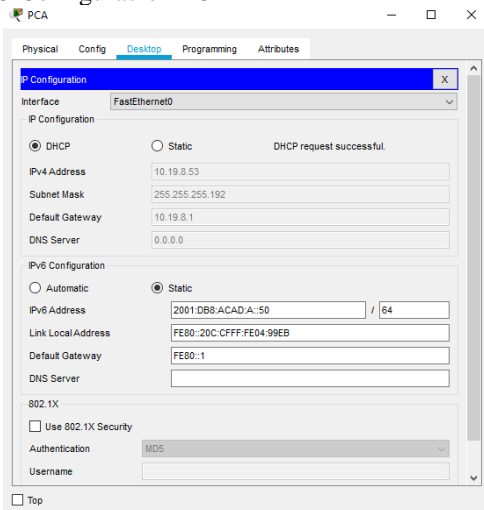 PCA
Physical Config Desktop Programming Attributes
IP Configuration X
Interface FastEthernet0
IP Configuration
DHCP Static DHCP request successful.
IPv4 Address 10.19.8.53
Subnet Mask 255.255.255.192
Default Gateway 10.19.8.1
DNS Server 0.0.0.0
IPv6 Configuration
Automatic Static
IPv6 Address 2001:DB8:ACAD:A::50 / 64
Link Local Address FE80::20C:CFFF:FE04:99EB
Default Gateway FE80::1
DNS Server
802.1X
Use 802.1X Security
Authentication MD5
Username
Top